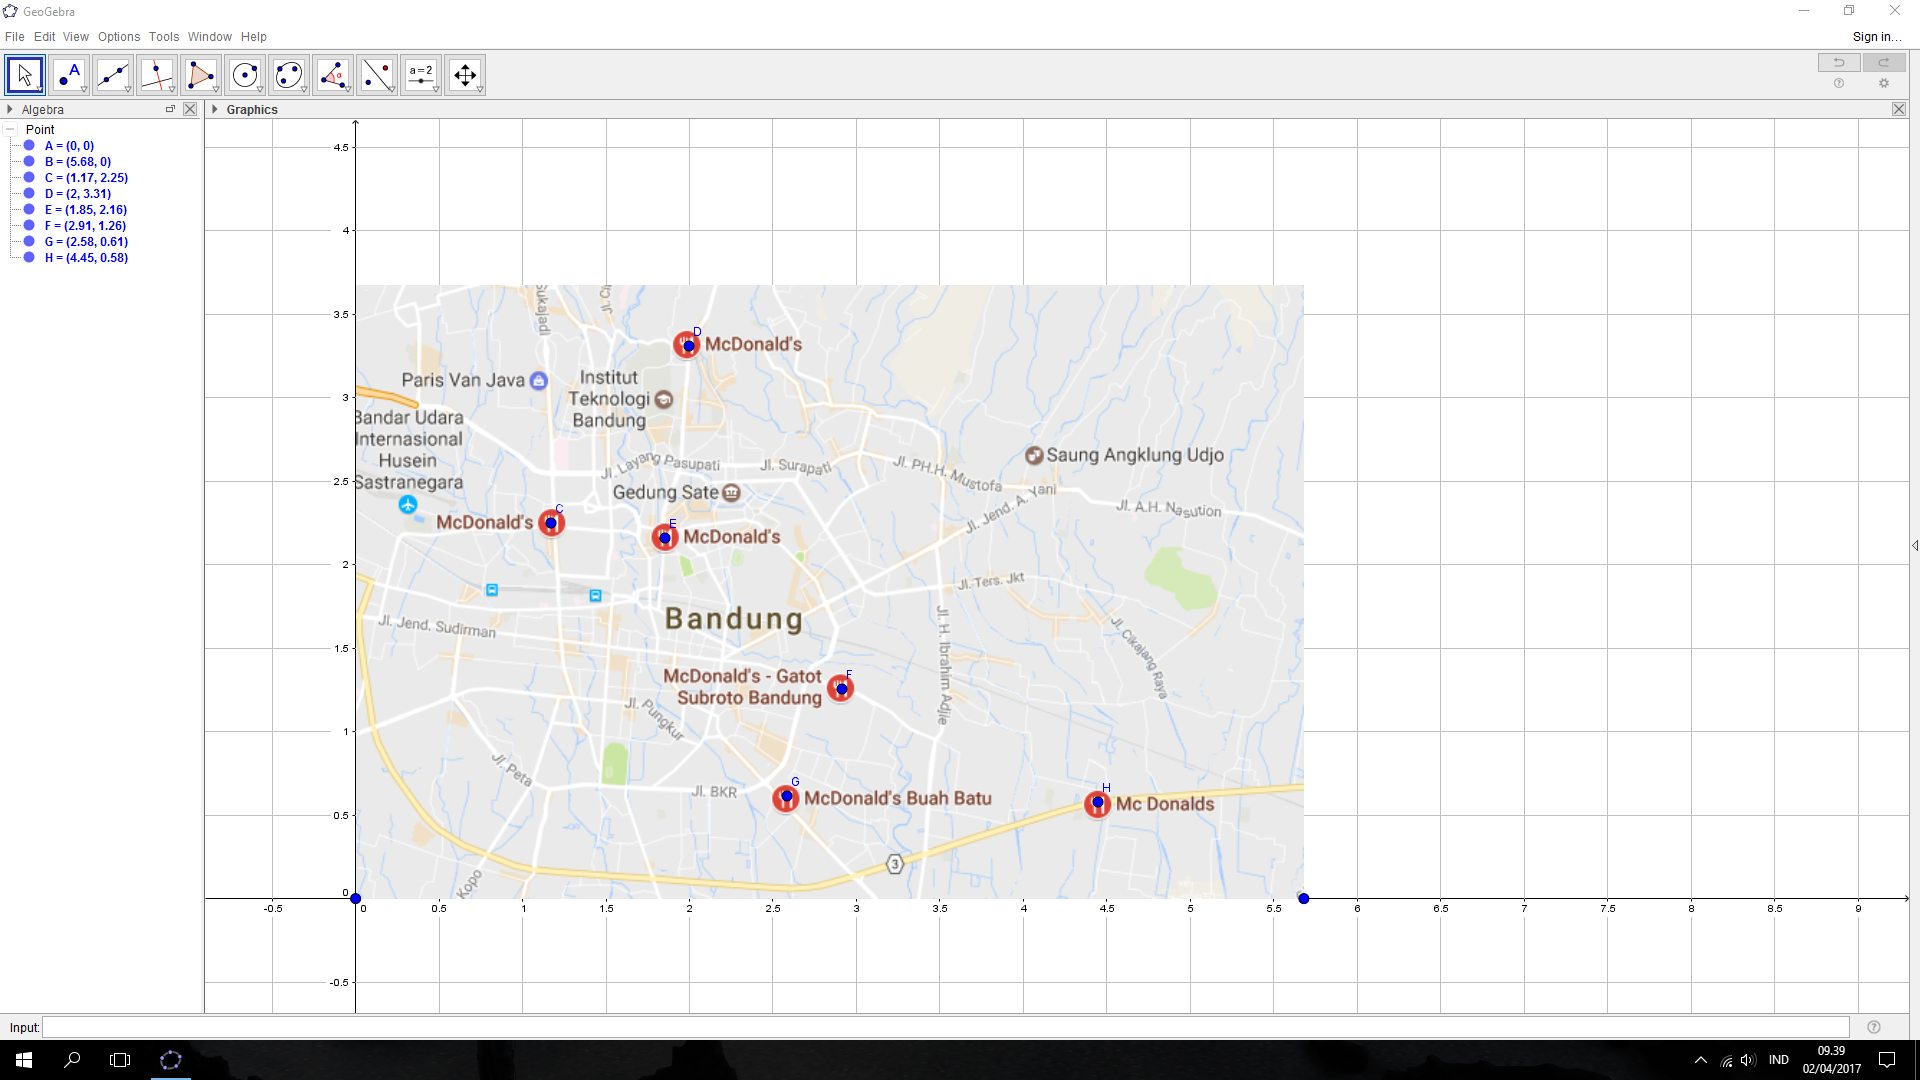 GeoGebra
File Edit View Options Tools Window Help
Sign in...
A
α
a=2
Algebra
Graphics
Point
A = (0, 0)
B = (5.68, 0)
C = (1.17, 2.25)
D = (2, 3.31)
E = (1.85, 2.16)
F = (2.91, 1.26)
G = (2.58, 0.61)
H = (4.45, 0.58)
4.5
4
3.5
3
2.5
2
1.5
1
0.5
0
-0.5
-0.5 0 0.5 1 1.5 2 2.5 3 3.5 4 4.5 5 5.5 6 6.5 7 7.5 8 8.5 9
Sukajadi
D
McDonald's
Paris Van Java
Institut
Teknologi
Bandung
Bandar Udara
Internasional
Husein
Sastranegara
Jl. Layang Pasupati
Jl. Surapati
Jl. PH.H. Mustofa
Saung Angklung Udjo
Gedung Sate
Jl. Jend. A. Yani
Jl. A.H. Nasution
C
McDonald's
E
McDonald's
Jl. Ters. Jkt
Bandung
Jl. Jend. Sudirman
Jl. H. Ibrahim Adjie
Jl. Cikajang Raya
F
McDonald's - Gatot
Subroto Bandung
Jl. Pungkur
Jl. Peta
Jl. BKR
G
McDonald's Buah Batu
H
Mc Donalds
3
Kopo
Input:
IND
09.39
02/04/2017